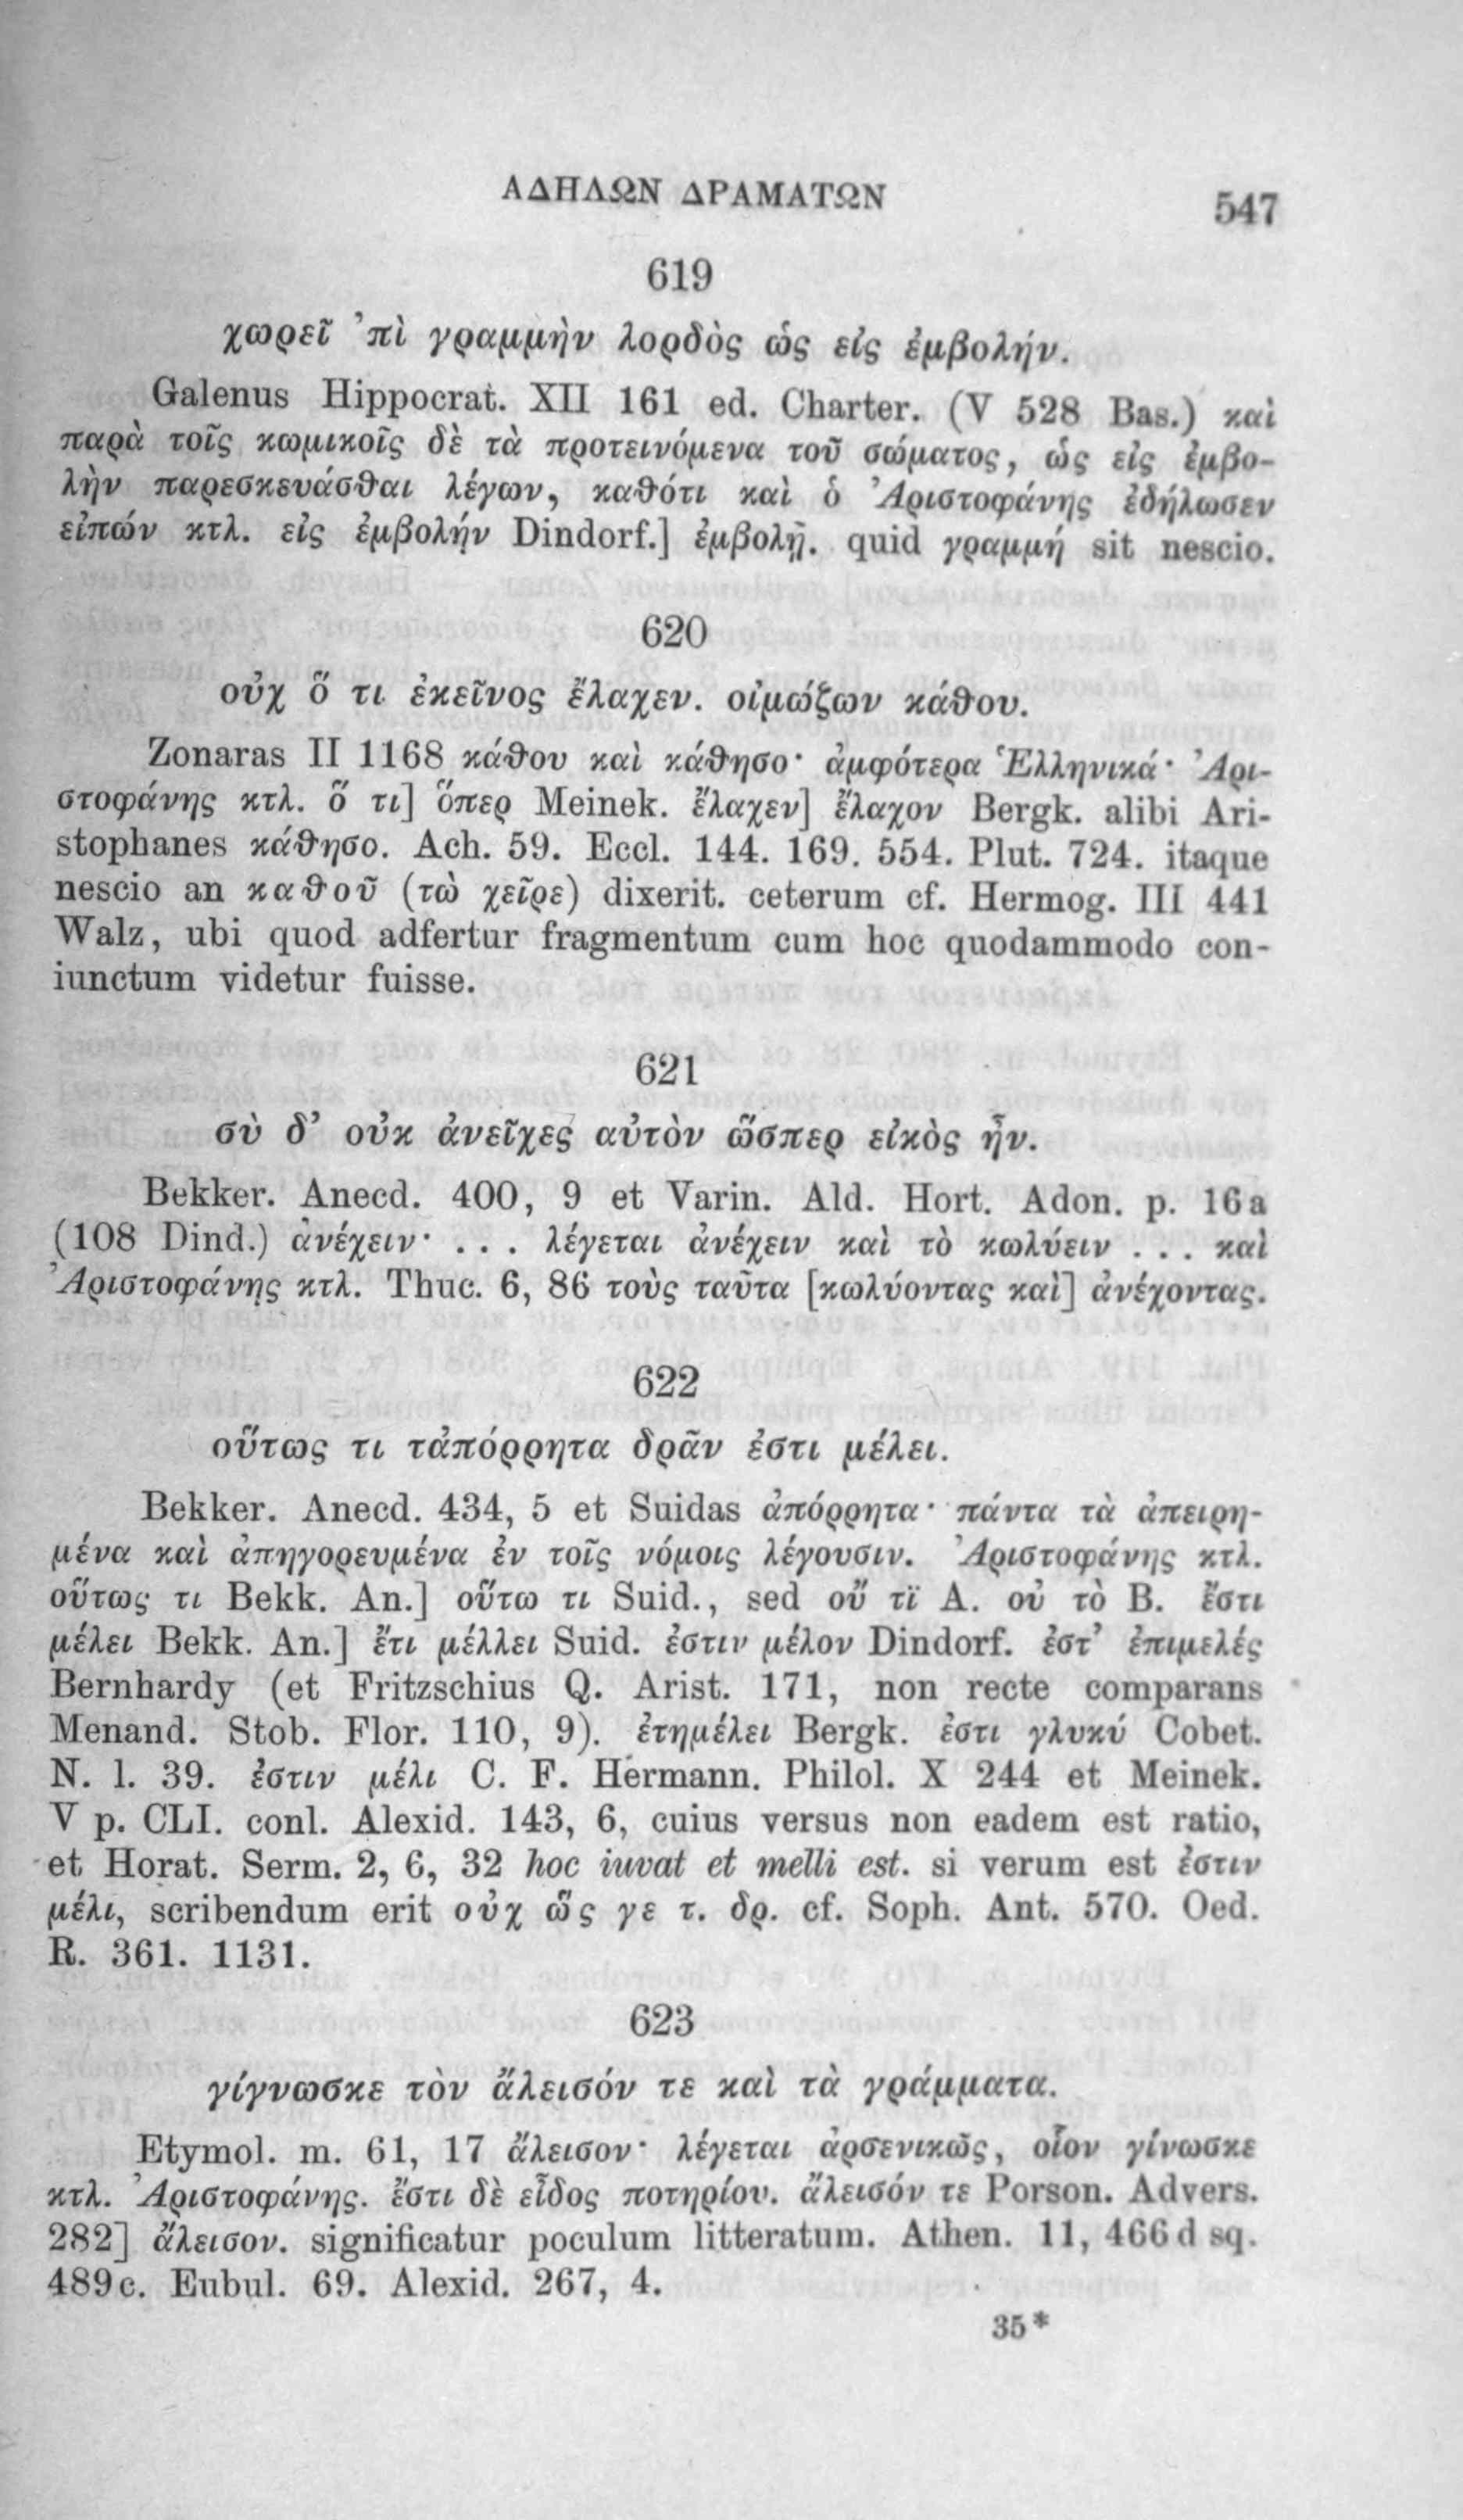 ΑΔΗΛΩΝ ΔΡΑΜΑΤΩΝ 547
619
χωρεῖ ʼπὶ γραμμὴν λορδὸς ὡς εἰς ἐμβολήν.
Galenus Hippocrat. XII 161 ed. Charter. (V 528 Bas.) καὶ
παρὰ τοῖς κωμικοῖς δὲ τὰ προτεινόμενα τοῦ σώματος, ὡς εἰς ἐμβο-
λὴν παρεσκευάσθαι λέγων, καθότι καὶ ὁ Ἀριστοφάνης ἐδήλωσεν
εἰπών κτλ. εἰς ἐμβολήν Dindorf.] ἐμβολῇ. quid γραμμή sit nescio.
620
οὐχ ὅ τι ἐκεῖνος ἔλαχεν. οἰμώζων κάθου.
Zonaras II 1168 κάθου καὶ κάθησο· ἀμφότερα Ἑλληνικά· Ἀρι-
στοφάνης κτλ. ὅ τι] ὅπερ Meinek. ἔλαχεν] ἔλαχον Bergk. alibi Ari-
stophanes κάθησο. Ach. 59. Eccl. 144. 169. 554. Plut. 724. itaque
nescio an καθοῦ (τὼ χεῖρε) dixerit. ceterum cf. Hermog. III 441
Walz, ubi quod adfertur fragmentum cum hoc quodammodo con-
iunctum videtur fuisse.
621
σὺ δ’ οὐκ ἀνεῖχες αὐτὸν ὥσπερ εἰκὸς ἦν.
Bekker. Anecd. 400, 9 et Varin. Ald. Hort. Adon. p. 16a
(108 Dind.) ἀνέχειν· . . . λέγεται ἀνέχειν καὶ τὸ κωλύειν . . . καὶ
Ἀριστοφάνης κτλ. Thuc. 6, 86 τοὺς ταῦτα [κωλύοντας καὶ] ἀνέχοντας.
622
οὕτως τι τἀπόρρητα δρᾶν ἐστι μέλει.
Bekker. Anecd. 434, 5 et Suidas ἀπόρρητα· πάντα τὰ ἀπειρη-
μένα καὶ ἀπηγορευμένα ἐν τοῖς νόμοις λέγουσιν. Ἀριστοφάνης κτλ.
οὕτως τι Bekk. An.] οὕτω τι Suid., sed οὔ τϊ A. οὐ τὸ B. ἔστι
μέλει Bekk. An.] ἔτι μέλλει Suid. ἐστιν μέλον Dindorf. ἐστ’ ἐπιμελές
Bernhardy (et Fritzschius Q. Arist. 171, non recte comparans
Menand. Stob. Flor. 110, 9). ἐτημέλει Bergk. ἐστι γλυκύ Cobet.
N. l. 39. ἐστιν μέλι C. F. Hermann. Philol. X 244 et Meinek.
V p. CLI. conl. Alexid. 143, 6, cuius versus non eadem est ratio,
et Horat. Serm. 2, 6, 32 hoc iuvat et melli est. si verum est ἐστιν
μέλι, scribendum erit οὐχ ὥς γε τ. δρ. cf. Soph. Ant. 570. Oed.
R. 361. 1131.
623
γίγνωσκε τὸν ἄλεισόν τε καὶ τὰ γράμματα.
Etymol. m. 61, 17 ἄλεισον· λέγεται ἀρσενικῶς, οἷον γίνωσκε
κτλ. Ἀριστοφάνης. ἔστι δὲ εἶδος ποτηρίου. ἄλεισόν τε Porson. Advers.
282] ἄλεισον. significatur poculum litteratum. Athen. 11, 466d sq.
489c. Eubul. 69. Alexid. 267, 4.
35*